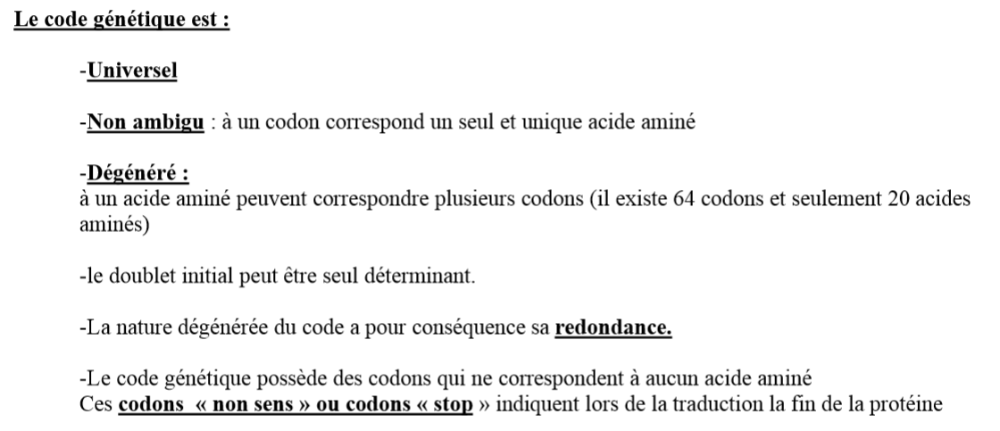 Le code génétique est :
-Universel
-Non ambigu : à un codon correspond un seul et unique acide aminé
-Dégénéré :
à un acide aminé peuvent correspondre plusieurs codons (il existe 64 codons et seulement 20 acides
aminés)
-le doublet initial peut être seul déterminant.
-La nature dégénérée du code a pour conséquence sa redondance.
-Le code génétique possède des codons qui ne correspondent à aucun acide aminé
Ces codons « non sens » ou codons « stop » indiquent lors de la traduction la fin de la protéine